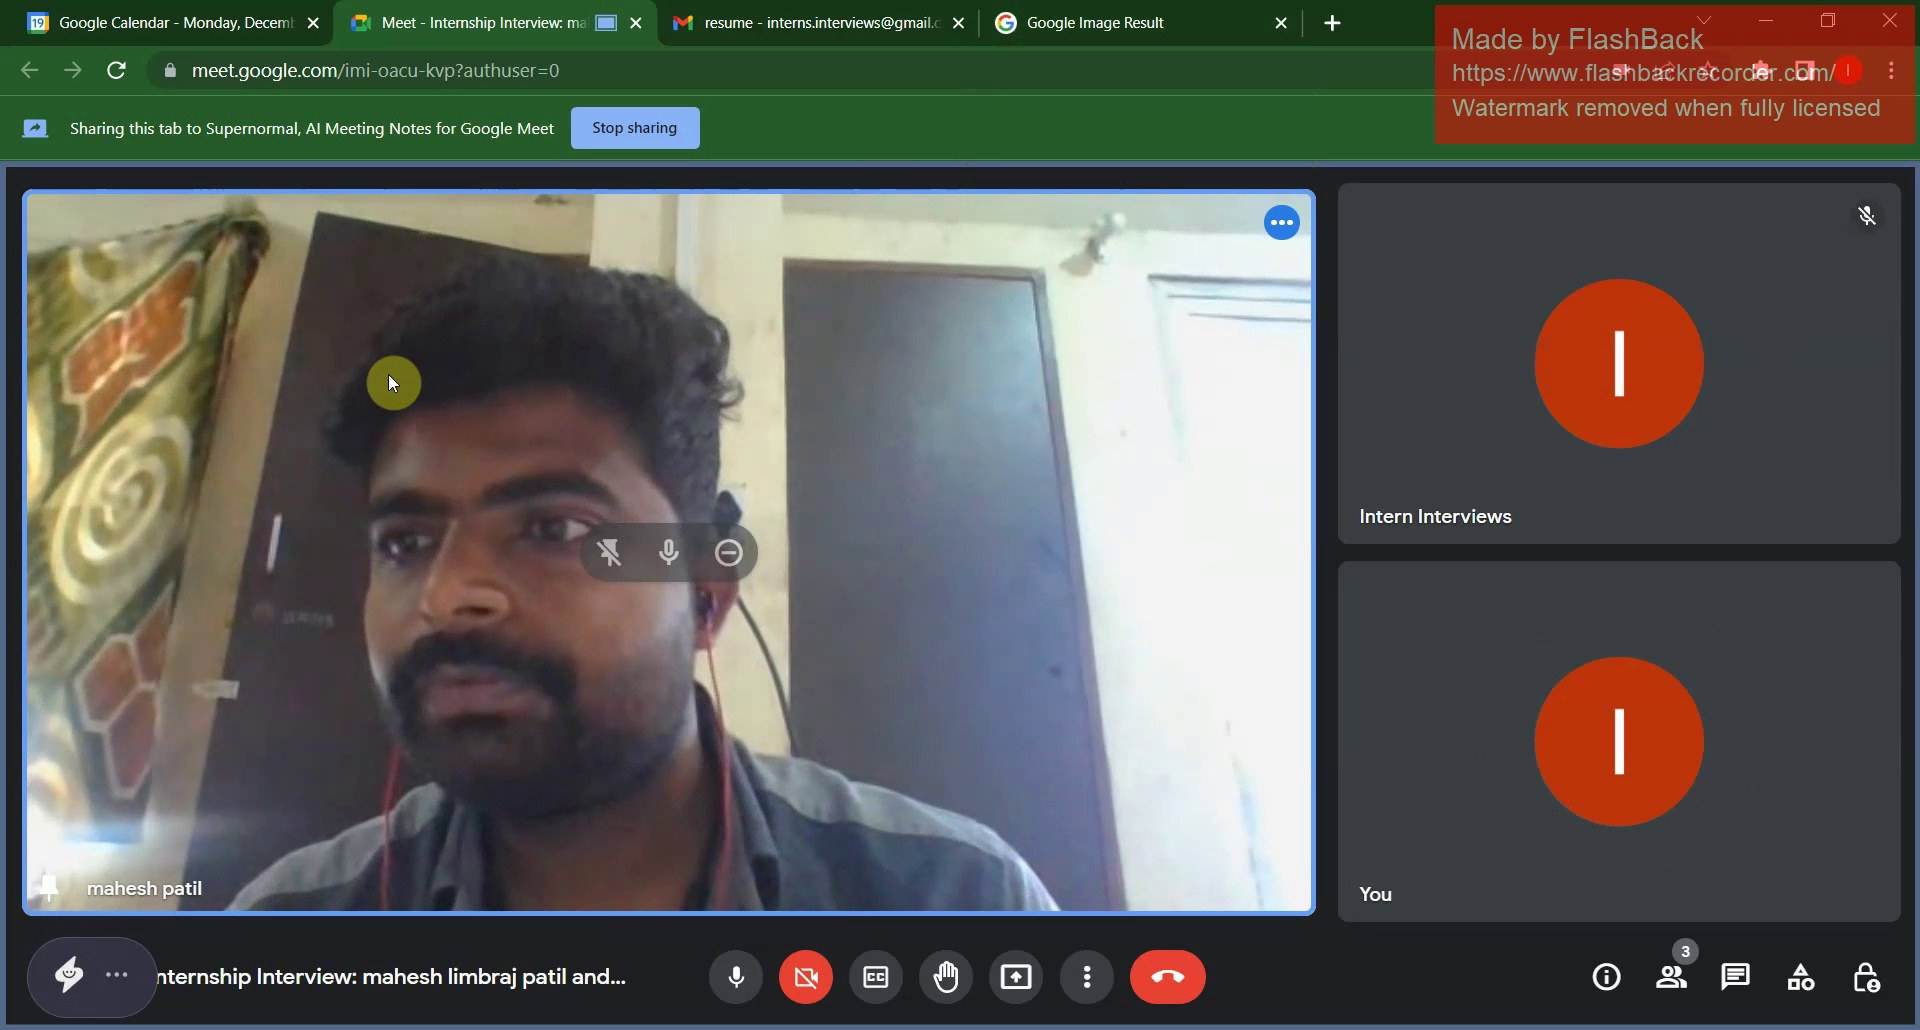 19 Google Calendar - Monday, Decem
Meet - Internship Interview: ma
resume - interns.interviews@gmail.c
Google Image Result
meet.google.com/imi-oacu-kvp?authuser=0
Made by FlashBack
https://www.flashbackrecorder.com/
Watermark removed when fully licensed
Sharing this tab to Supernormal, AI Meeting Notes for Google Meet
Stop sharing
I
Intern Interviews
mahesh patil
I
You
nternship Interview: mahesh limbraj patil and...
CC
3